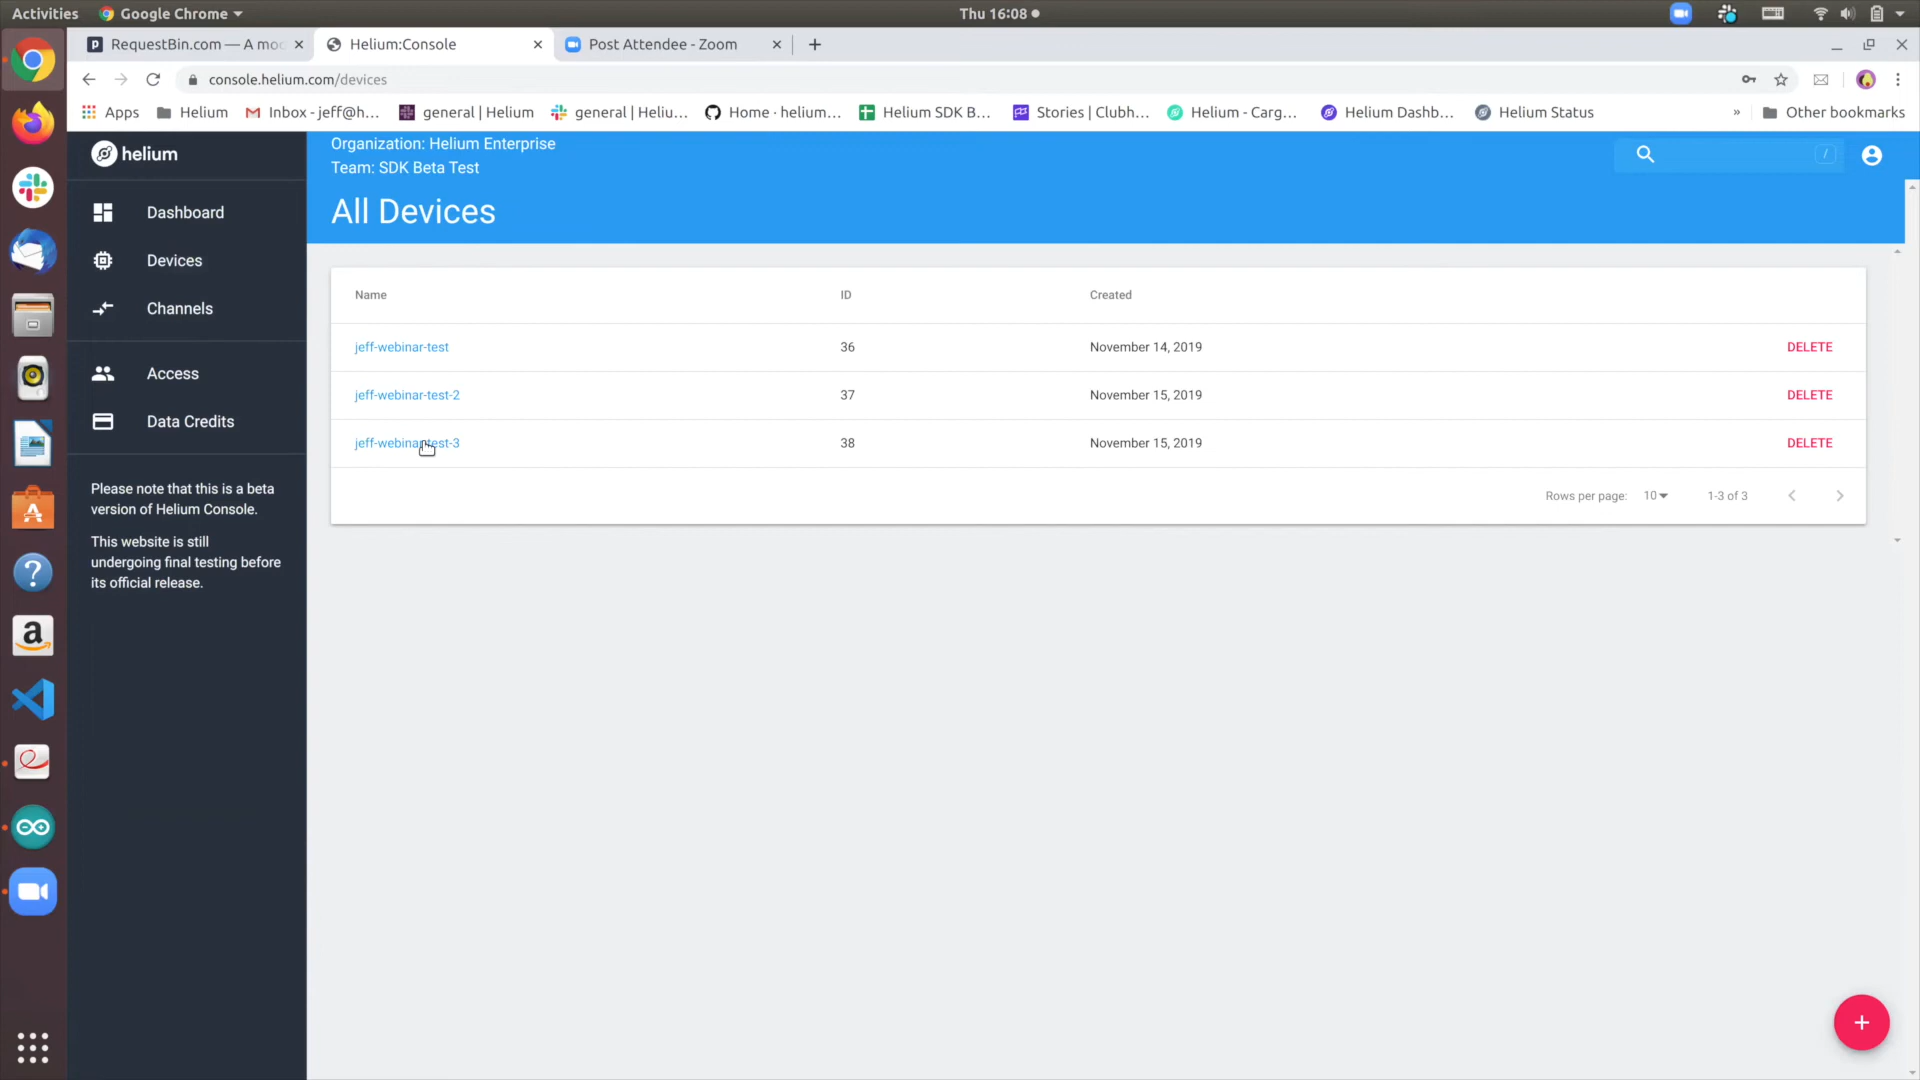 Activities Google Chrome Thu 16:08
RequestBin.com — A mo Helium:Console Post Attendee - Zoom
console.helium.com/devices
Apps Helium Inbox - jeff@h... general | Helium general | Heliu... Home · helium... Helium SDK B... Stories | Clubh... Helium - Carg... Helium Dashb... Helium Status » Other bookmarks
helium
Organization: Helium Enterprise
Team: SDK Beta Test
/
All Devices
Dashboard
Devices
Channels
Access
Data Credits
Please note that this is a beta
version of Helium Console.
This website is still
undergoing final testing before
its official release.
Name ID Created
jeff-webinar-test 36 November 14, 2019 DELETE
jeff-webinar-test-2 37 November 15, 2019 DELETE
jeff-webinar-test-3 38 November 15, 2019 DELETE
Rows per page: 10 1-3 of 3